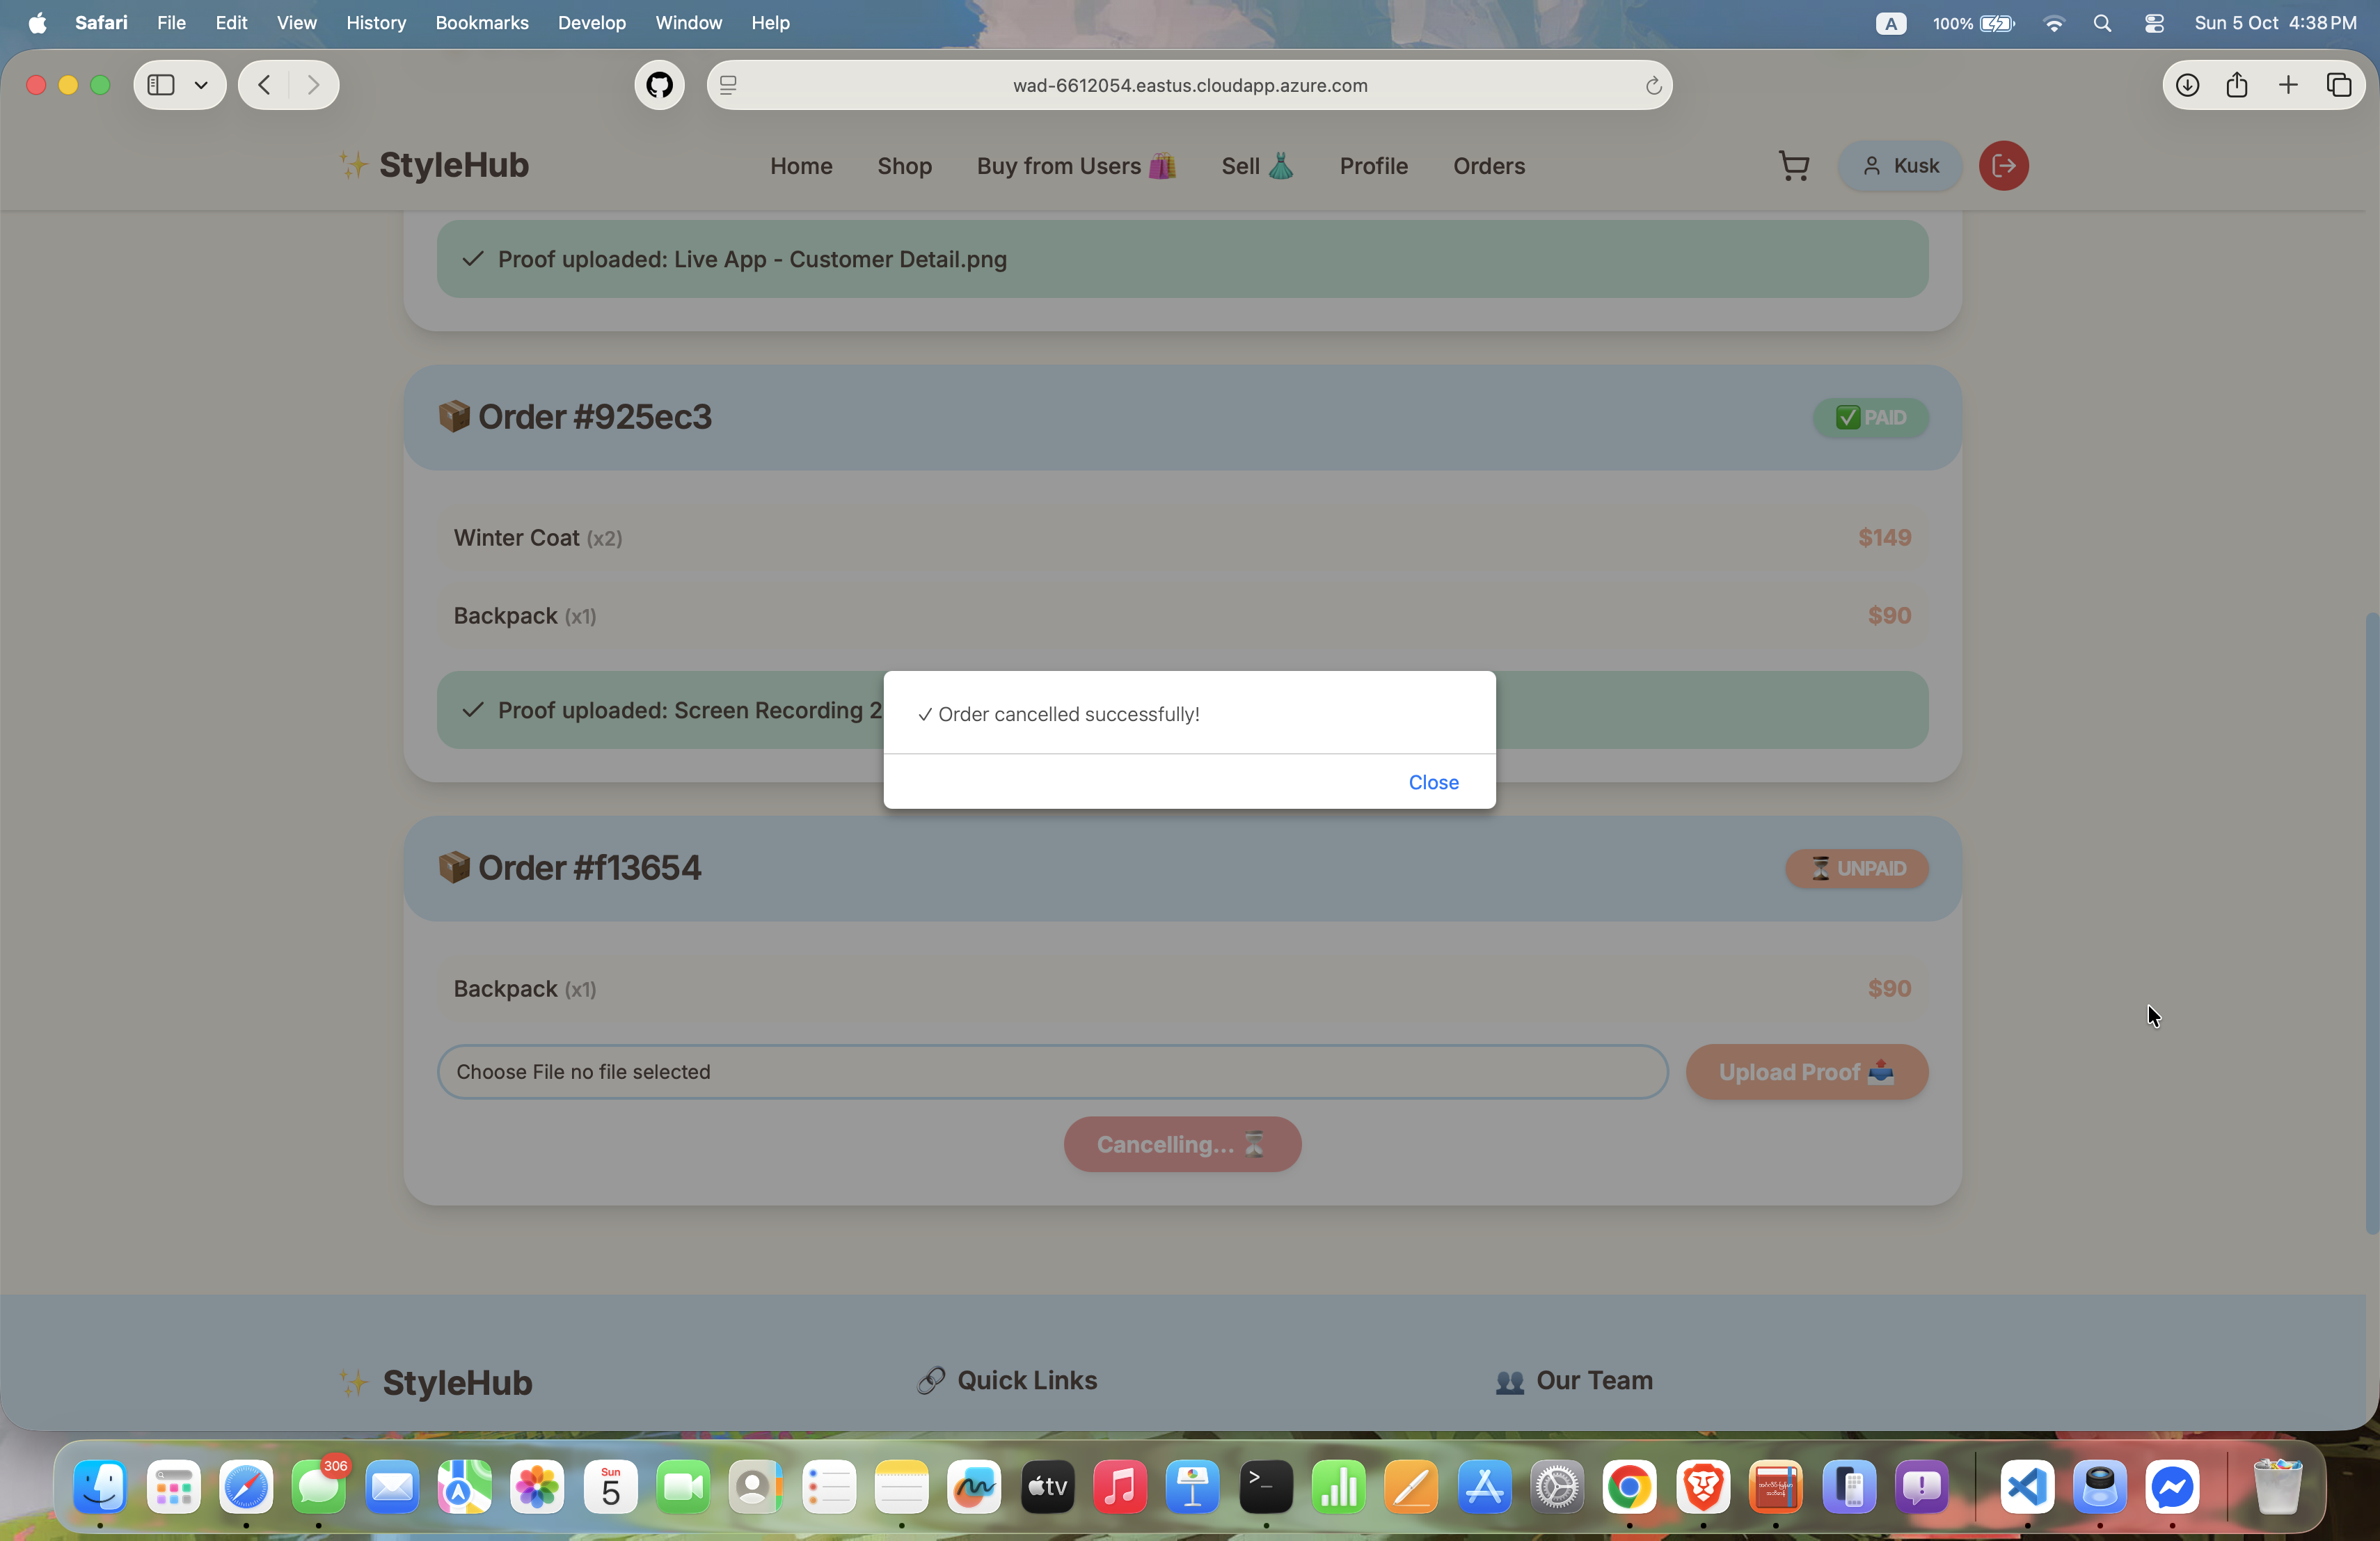 Safari File Edit View History Bookmarks Develop Window Help
A 100% Sun 5 Oct 4:38 PM
wad-6612054.eastus.cloudapp.azure.com
✨ StyleHub Home Shop Buy from Users 🛍️ Sell 👗 Profile Orders Kusk
✓ Proof uploaded: Live App - Customer Detail.png
📦 Order #925ec3 ✅ PAID
Winter Coat (x2) $149
Backpack (x1) $90
✓ Proof uploaded: Screen Recording 2
✓ Order cancelled successfully!
Close
📦 Order #f13654 ⏳ UNPAID
Backpack (x1) $90
Choose File no file selected Upload Proof 📤
Cancelling... ⏳
✨ StyleHub 🔗 Quick Links 👥 Our Team
306
Sun
5
tv